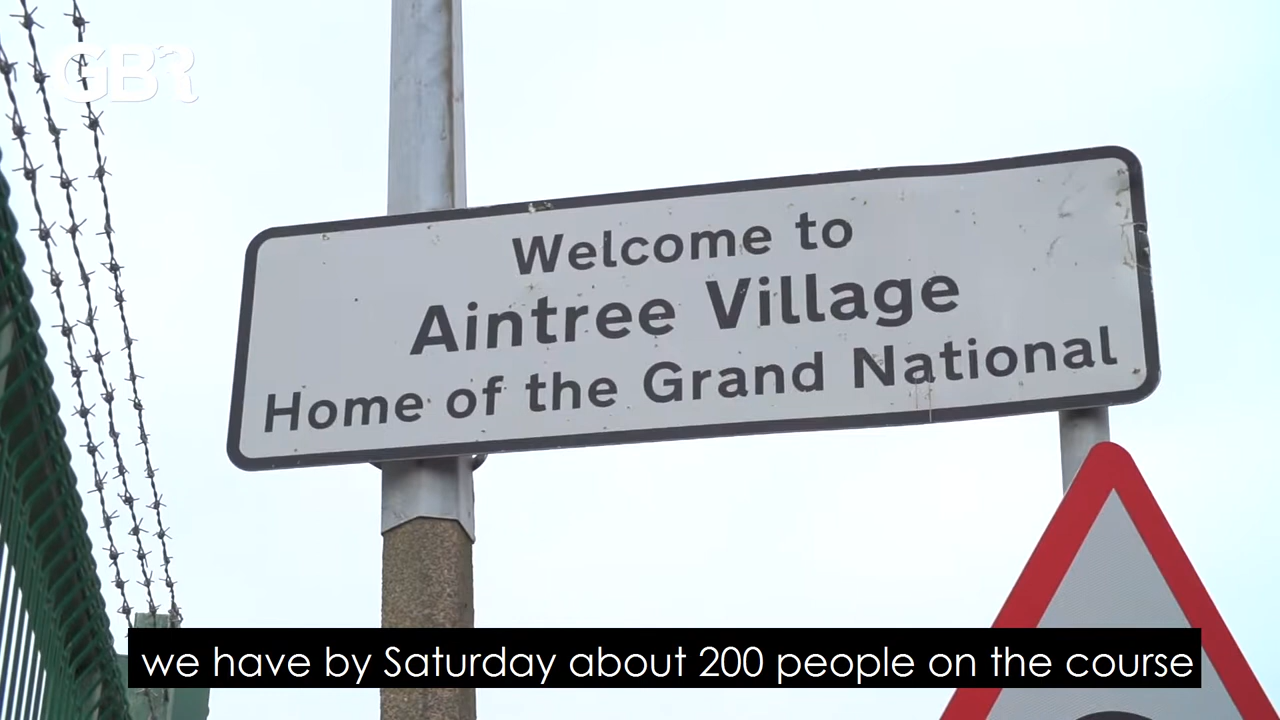 GBR
Welcome to
Aintree Village
Home of the Grand National
we have by Saturday about 200 people on the course